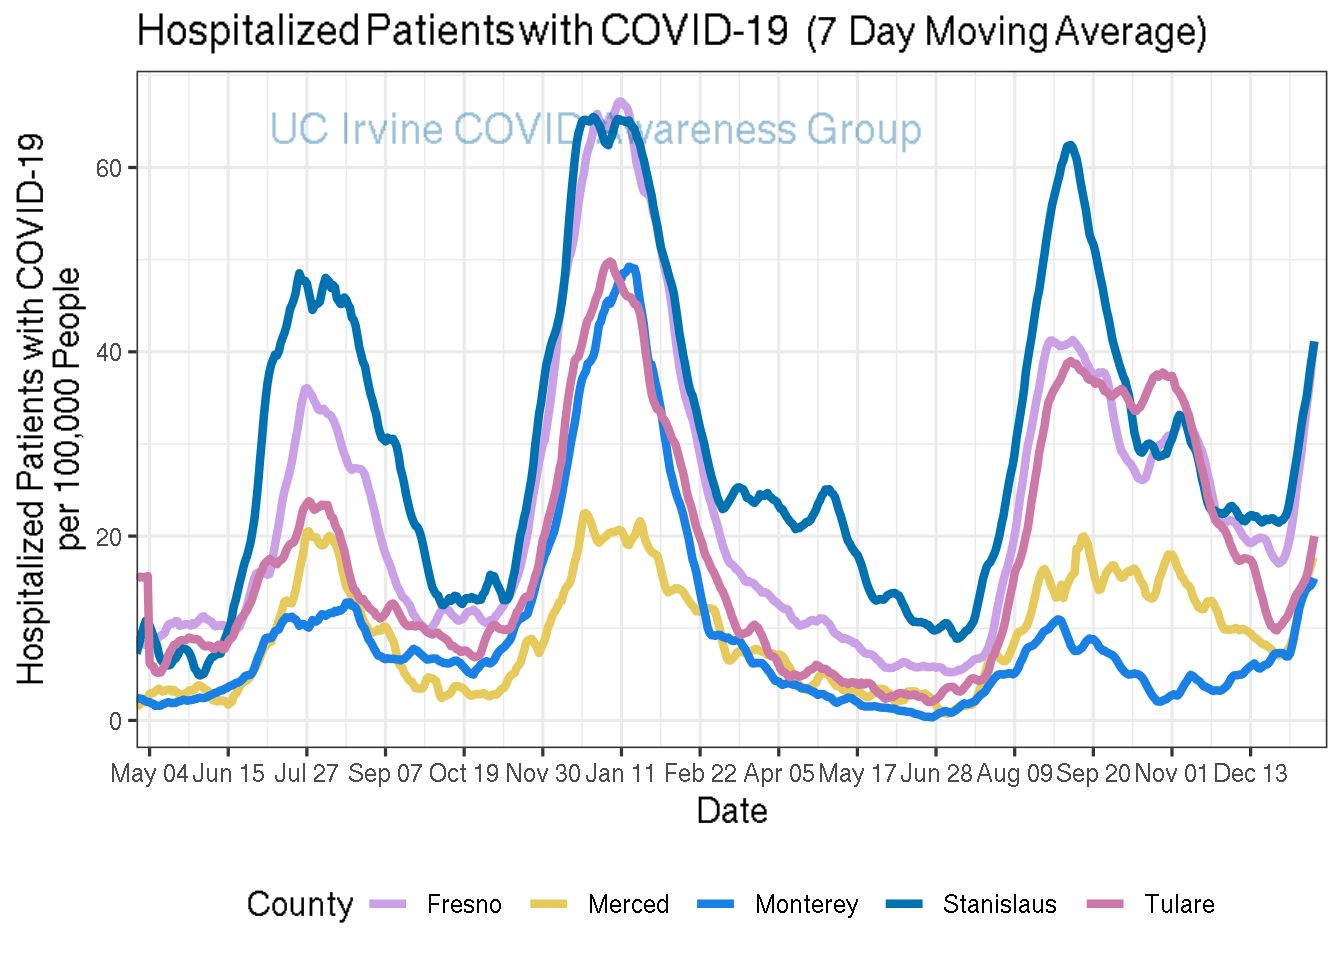 Hospitalized Patients with COVID-19 (7 Day Moving Average)
UC Irvine COVID Awareness Group
Hospitalized Patients with COVID-19
per 100,000 People
60
40
20
0
May 04 Jun 15 Jul 27 Sep 07 Oct 19 Nov 30 Jan 11 Feb 22 Apr 05 May 17 Jun 28 Aug 09 Sep 20 Nov 01 Dec 13
Date
County Fresno Merced Monterey Stanislaus Tulare